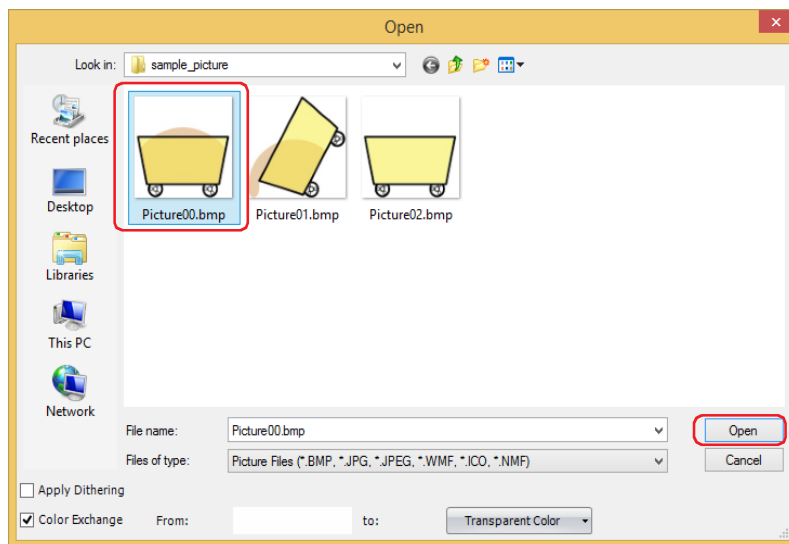 Open
Look in: sample_picture
Recent places
Desktop
Libraries
This PC
Network
Picture00.bmp Picture01.bmp Picture02.bmp
File name: Picture00.bmp Open
Files of type: Picture Files (*.BMP, *.JPG, *.JPEG, *.WMF, *.ICO, *.NMF) Cancel
Apply Dithering
Color Exchange From: to: Transparent Color